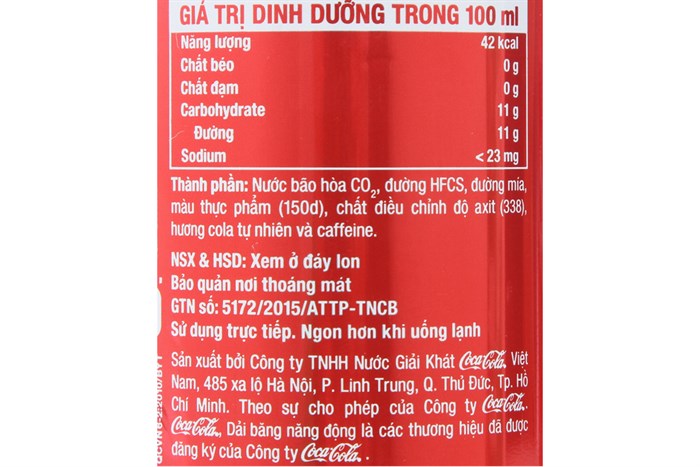 GIÁ TRỊ DINH DƯỠNG TRONG 100 ml
Năng lượng 42 kcal
Chất béo 0 g
Chất đạm 0 g
Carbohydrate 11 g
Đường 11 g
Sodium < 23 mg
Thành phần: Nước bão hòa CO₂, đường HFCS, đường mía,
màu thực phẩm (150d), chất điều chỉnh độ axit (338),
hương cola tự nhiên và caffeine.
NSX & HSD: Xem ở đáy lon
Bảo quản nơi thoáng mát
GTN số: 5172/2015/ATTP-TNCB
Sử dụng trực tiếp. Ngon hơn khi uống lạnh
Sản xuất bởi Công ty TNHH Nước Giải Khát Coca-Cola Việt
Nam, 485 xa lộ Hà Nội, P. Linh Trung, Q. Thủ Đức, Tp. Hồ
Chí Minh. Theo sự cho phép của Công ty Coca-Cola.
Coca-Cola, Dải băng năng động là các thương hiệu đã được
đăng ký của Công ty Coca-Cola.
QCVN 6-2:2010/BYT